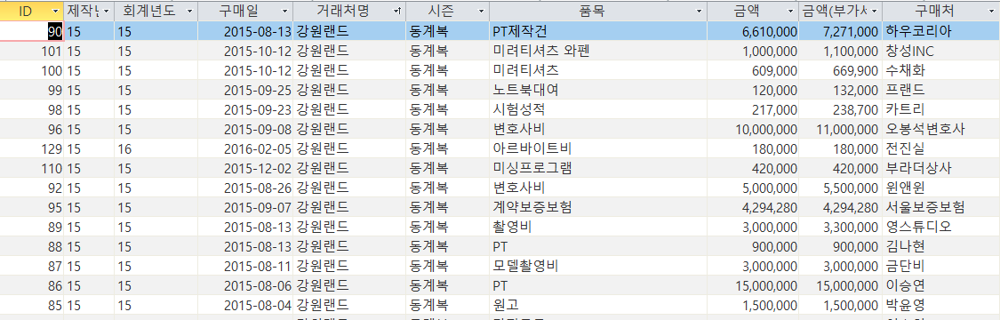 ID 제작년 회계년도 구매일 거래처명 시즌 품목 금액 금액(부가세 구매처
90 15 15 2015-08-13 강원랜드 동계복 PT제작건 6,610,000 7,271,000 하우코리아
101 15 15 2015-10-12 강원랜드 동계복 미려티셔츠 와펜 1,000,000 1,100,000 창성INC
100 15 15 2015-10-12 강원랜드 동계복 미려티셔츠 609,000 669,900 수채화
99 15 15 2015-09-25 강원랜드 동계복 노트북대여 120,000 132,000 프랜드
98 15 15 2015-09-23 강원랜드 동계복 시험성적 217,000 238,700 카트리
96 15 15 2015-09-08 강원랜드 동계복 변호사비 10,000,000 11,000,000 오봉석변호사
129 15 16 2016-02-05 강원랜드 동계복 아르바이트비 180,000 180,000 전진실
110 15 15 2015-12-02 강원랜드 동계복 미싱프로그램 420,000 420,000 부라더상사
92 15 15 2015-08-26 강원랜드 동계복 변호사비 5,000,000 5,500,000 윈앤윈
95 15 15 2015-09-07 강원랜드 동계복 계약보증보험 4,294,280 4,294,280 서울보증보험
89 15 15 2015-08-13 강원랜드 동계복 촬영비 3,000,000 3,300,000 영스튜디오
88 15 15 2015-08-13 강원랜드 동계복 PT 900,000 900,000 김나현
87 15 15 2015-08-11 강원랜드 동계복 모델촬영비 3,000,000 3,000,000 금단비
86 15 15 2015-08-06 강원랜드 동계복 PT 15,000,000 15,000,000 이승연
85 15 15 2015-08-04 강원랜드 동계복 원고 1,500,000 1,500,000 박윤영